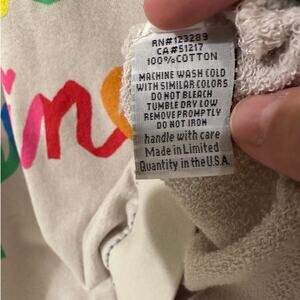 RN#123289
CA#51217
100%COTTON
MACHINE WASH COLD
WITH SIMILAR COLORS
DO NOT BLEACH
TUMBLE DRY LOW
REMOVE PROMPTLY
DO NOT IRON
handle with care
Made in Limited
Quantity in the U.S.A.